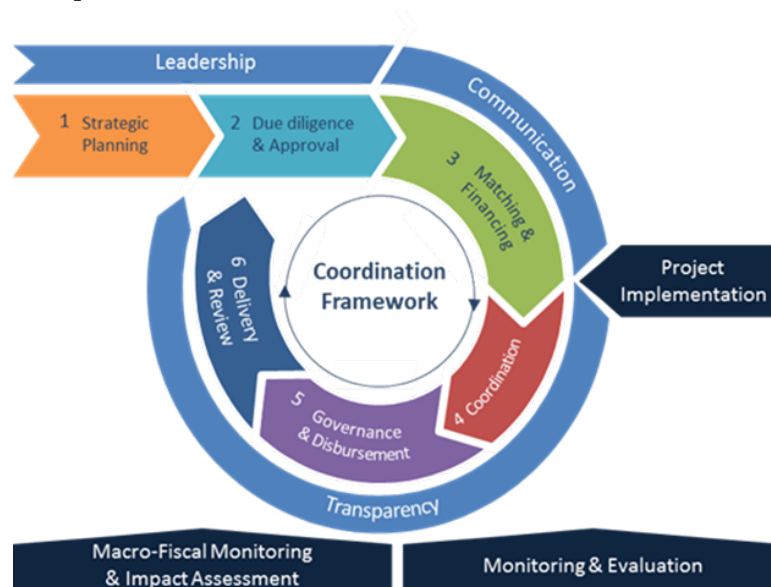 Leadership
Communication
1 Strategic
Planning
2 Due diligence
& Approval
3 Matching &
Financing
Coordination
Framework
Project
Implementation
4 Coordination
5 Governance
& Disbursement
6 Delivery
& Review
Transparency
Macro-Fiscal Monitoring
& Impact Assessment
Monitoring & Evaluation